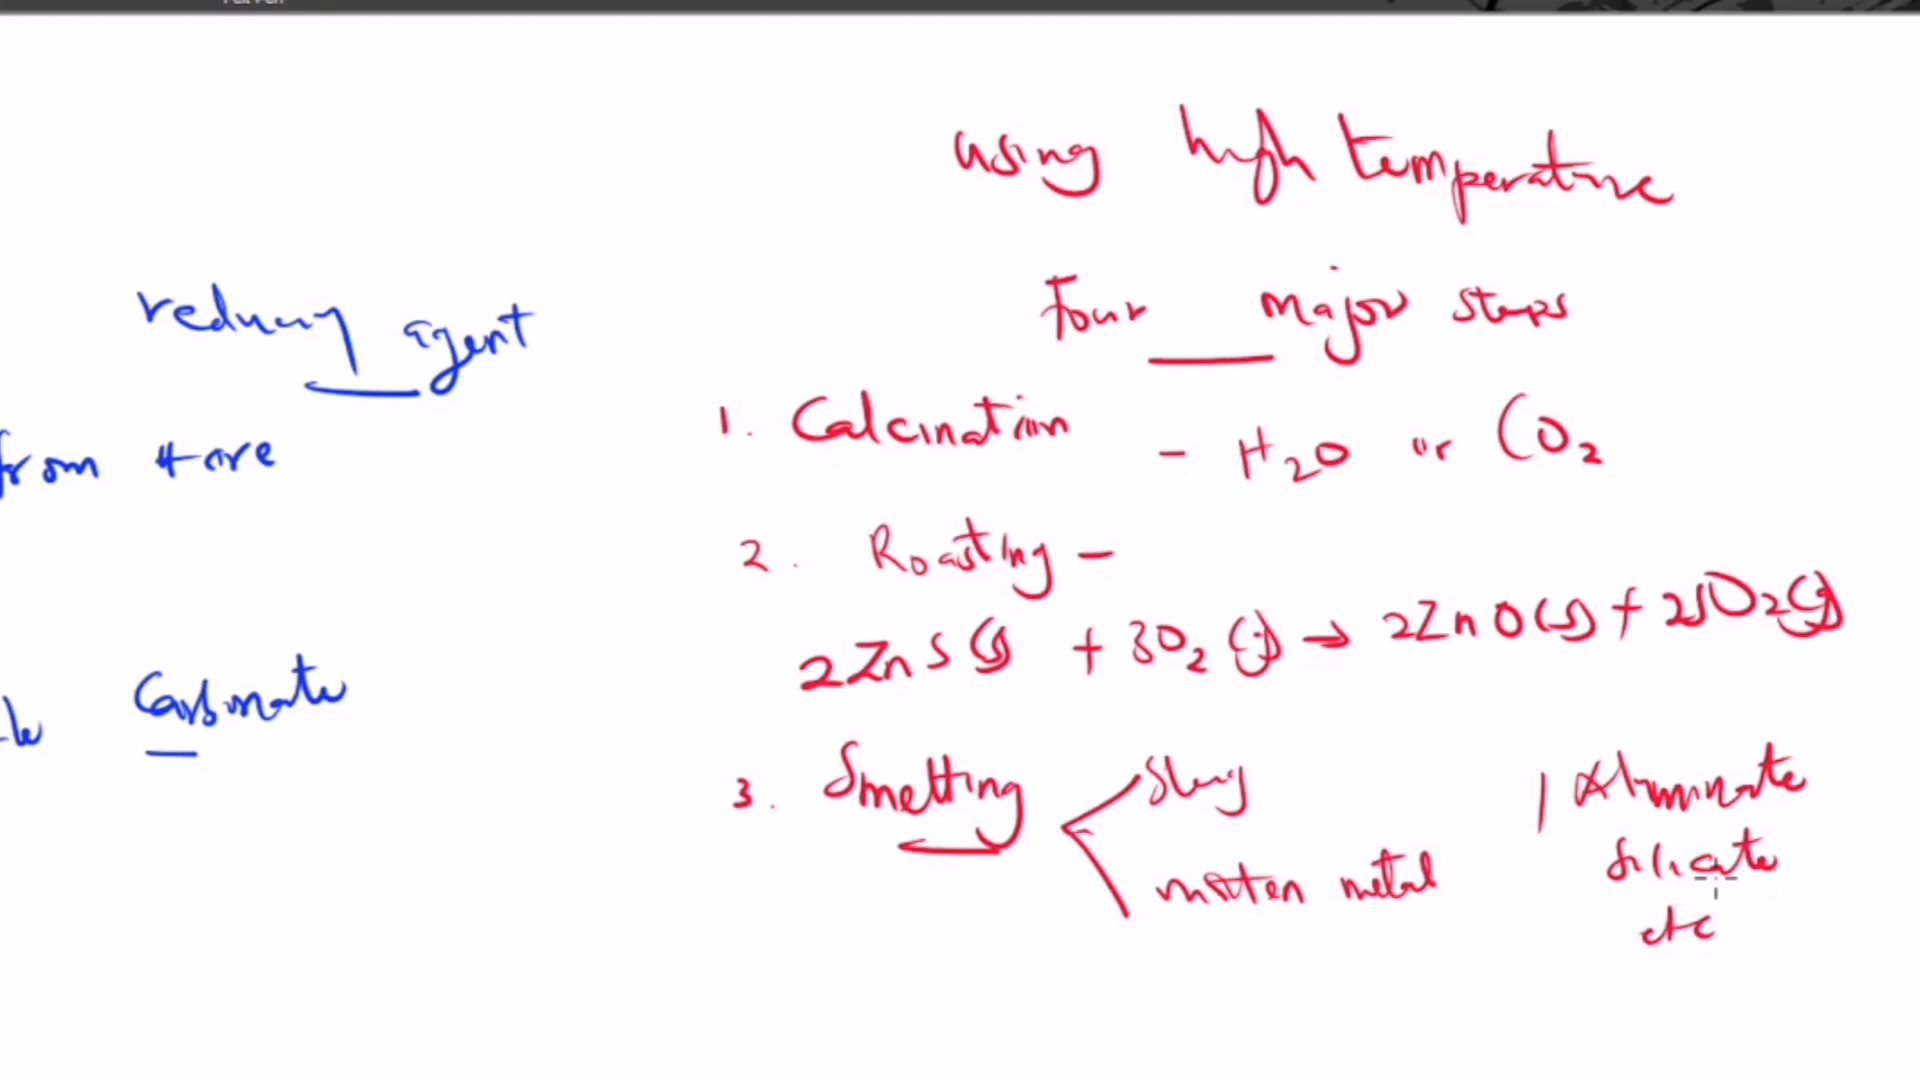 using high temperature
Four major steps
reducing agent
1. Calcination - H2O or CO2
from ore
2. Roasting -
2ZnS(s) + 3O2(g) → 2ZnO(s) + 2SO2(g)
Carbonate
3. Smelting
Slag
molten metal
Aluminate
Silicate
etc